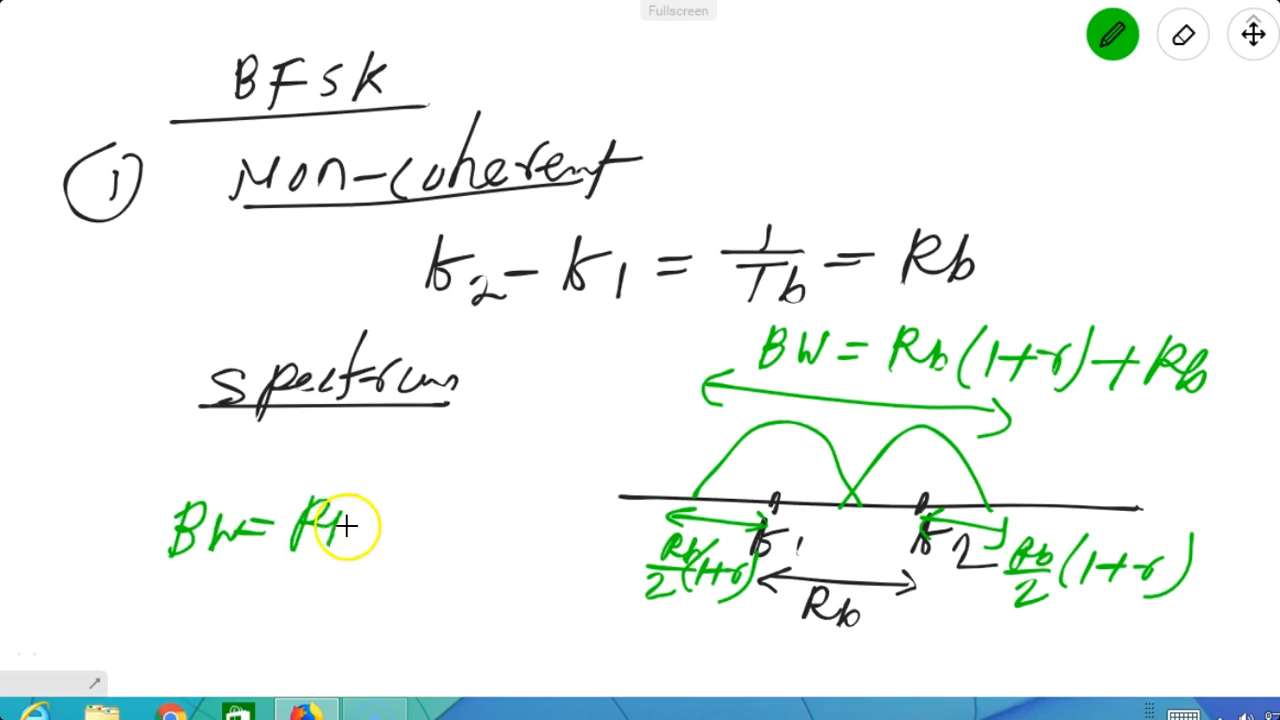 Fullscreen
BFSK
① Non-coherent
f2 - f1 = 1/Tb = Rb
BW = Rb(1+r)+Rb
spectrum
BW=
f1
f2
Rb/2 (1+r)
Rb/2 (1+r)
Rb